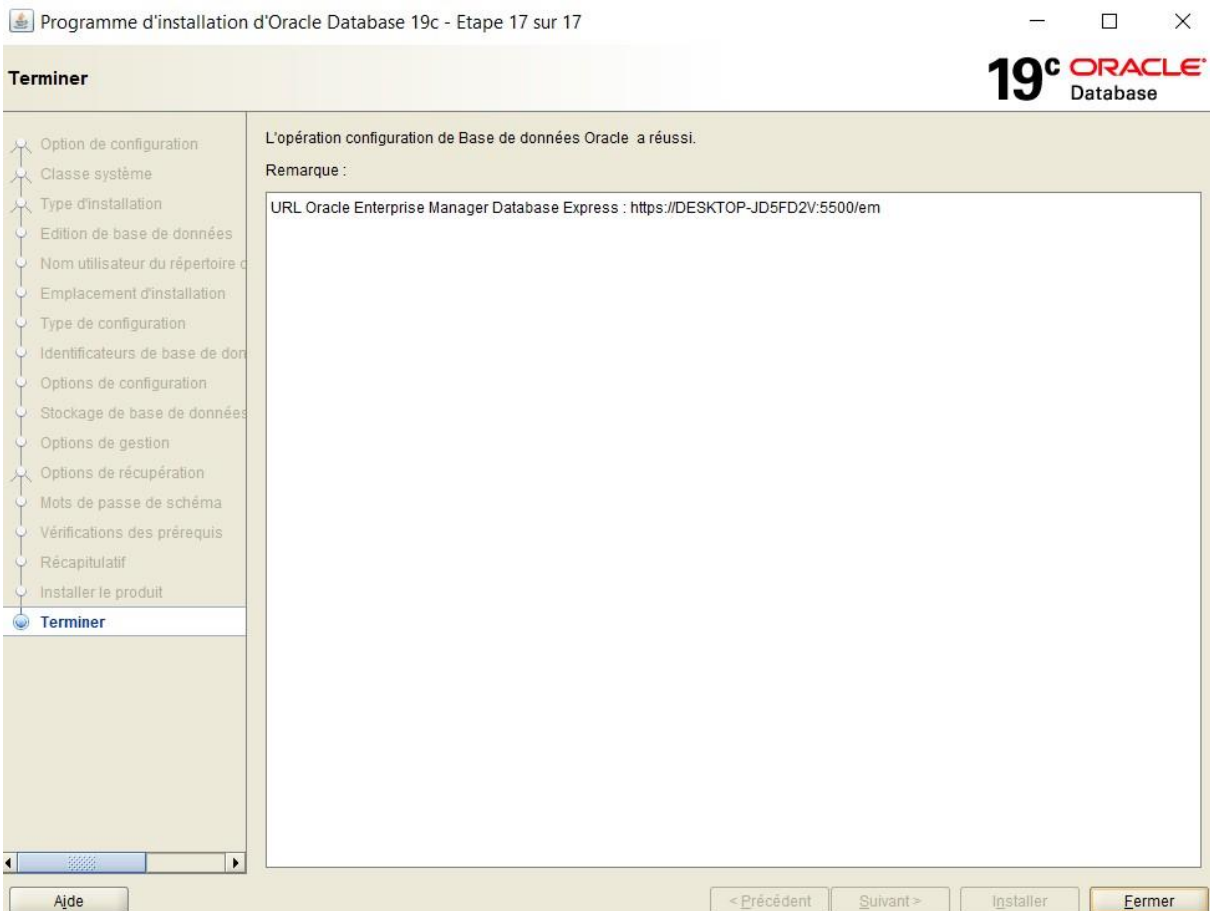 Programme d'installation d'Oracle Database 19c - Etape 17 sur 17
Terminer
19c ORACLE
Database
Option de configuration
Classe système
Type d'installation
Edition de base de données
Nom utilisateur du répertoire d
Emplacement d'installation
Type de configuration
Identificateurs de base de don
Options de configuration
Stockage de base de données
Options de gestion
Options de récupération
Mots de passe de schéma
Vérifications des prérequis
Récapitulatif
Installer le produit
Terminer
L'opération configuration de Base de données Oracle a réussi.
Remarque :
URL Oracle Enterprise Manager Database Express : https://DESKTOP-JD5FD2V:5500/em
Aide
< Précédent
Suivant >
Installer
Fermer